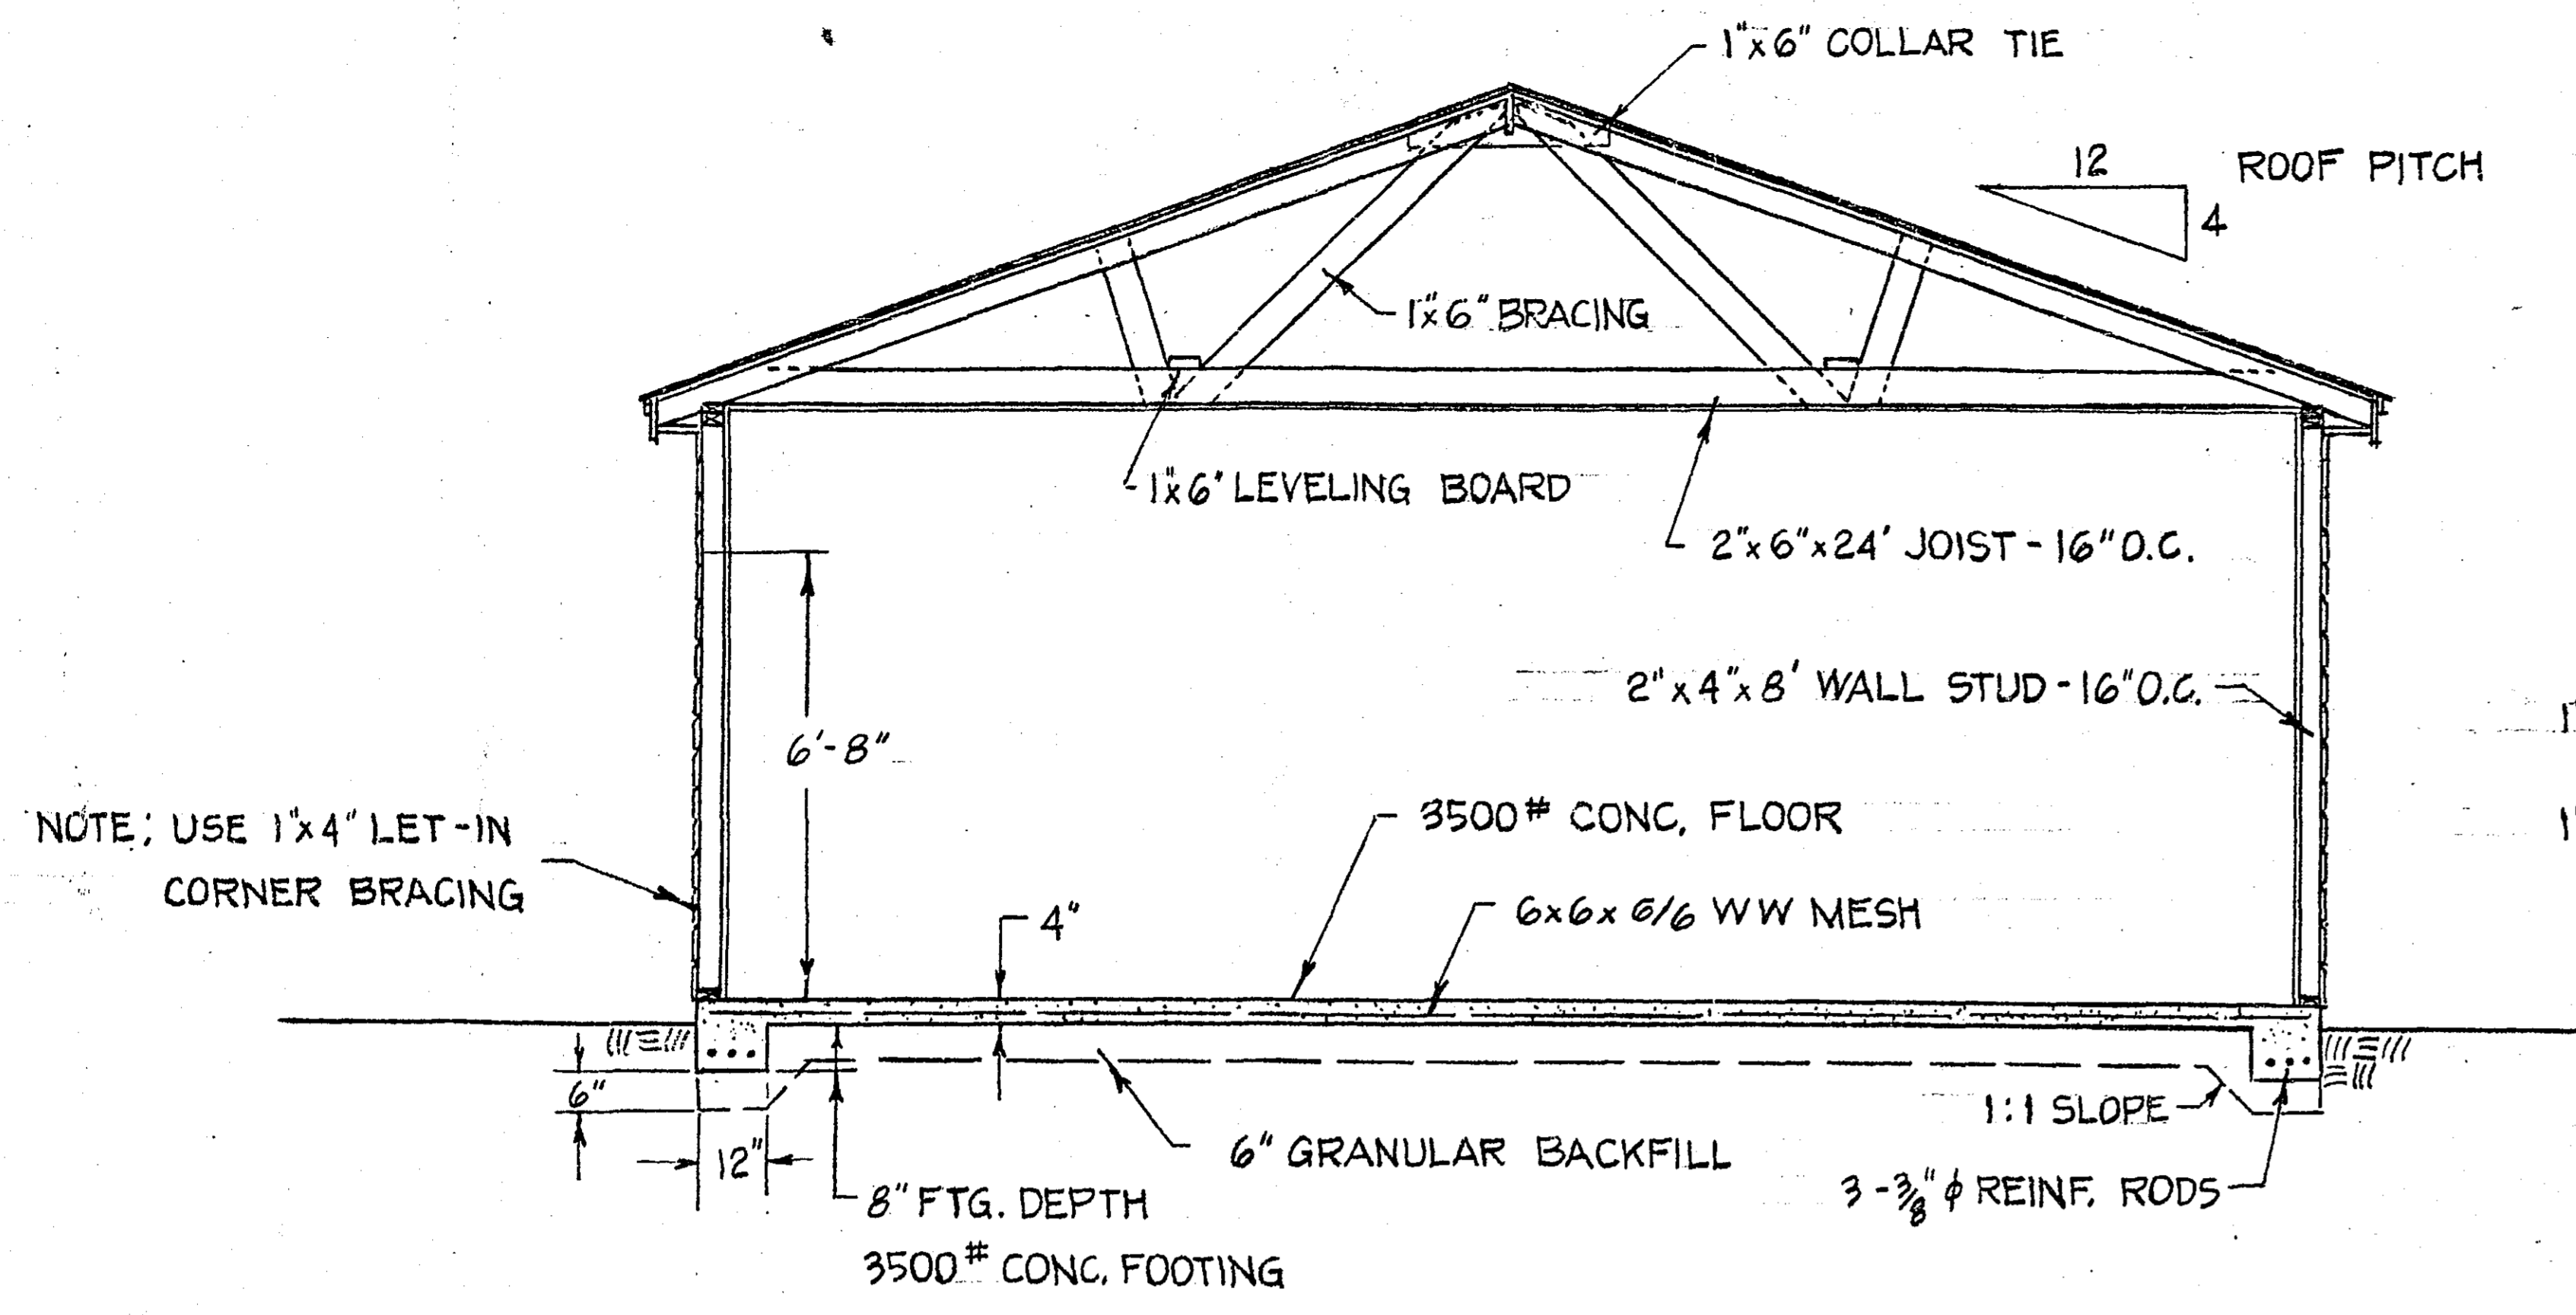 1"x6" COLLAR TIE
12
ROOF PITCH
4
1"x6" BRACING
1"x6" LEVELING BOARD
2"x6"x24' JOIST - 16" O.C.
2"x4"x8' WALL STUD - 16" O.C.
6'-8"
NOTE; USE 1"x4" LET-IN
CORNER BRACING
3500# CONC. FLOOR
4"
6x6x6/6 WW MESH
6"
12"
1:1 SLOPE
6" GRANULAR BACKFILL
3-3/8" ϕ REINF. RODS
8" FTG. DEPTH
3500# CONC. FOOTING